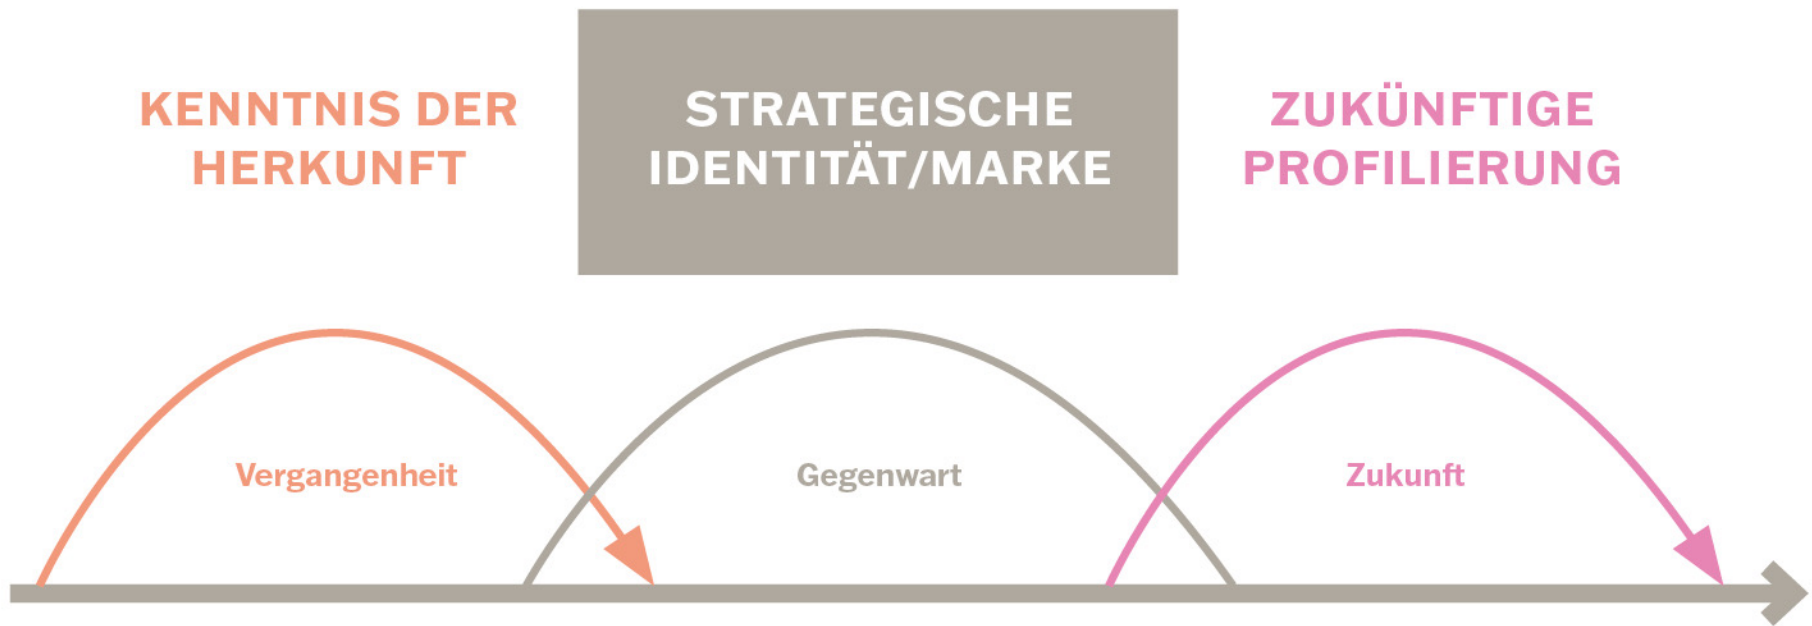 KENNTNIS DER
HERKUNFT
STRATEGISCHE
IDENTITÄT/MARKE
ZUKÜNFTIGE
PROFILIERUNG
Vergangenheit
Gegenwart
Zukunft